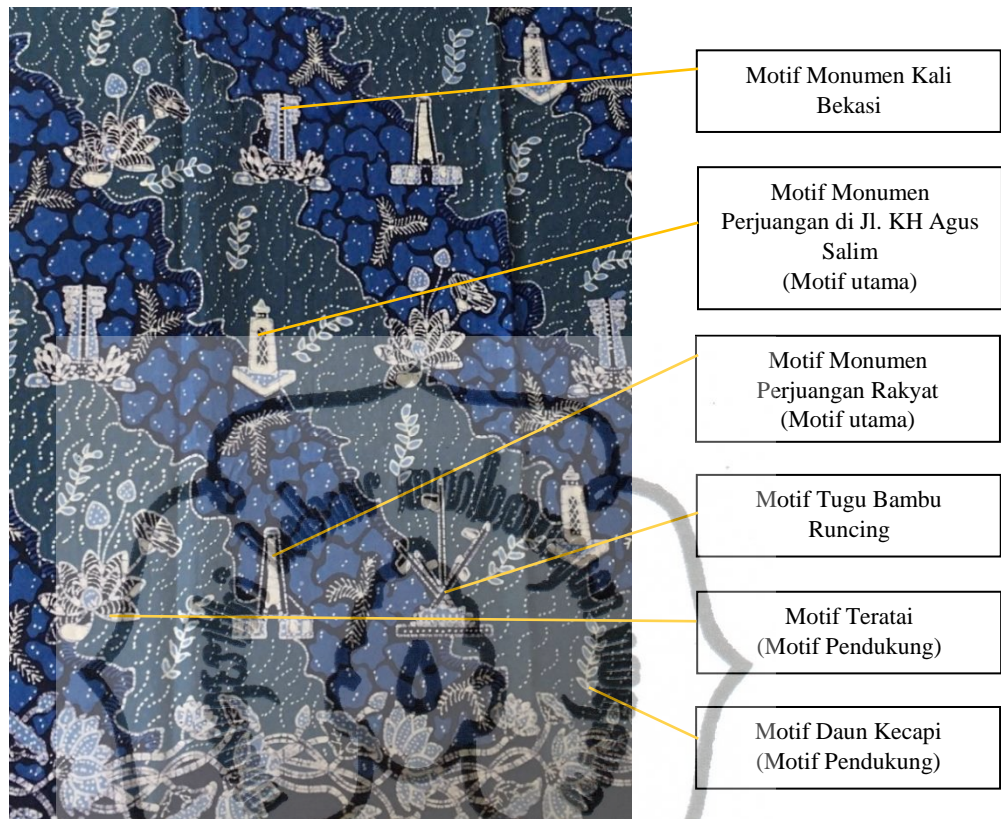 Motif Monumen Kali
Bekasi
Motif Monumen
Perjuangan di Jl. KH Agus
Salim
(Motif utama)
Motif Monumen
Perjuangan Rakyat
(Motif utama)
Motif Tugu Bambu
Runcing
Motif Teratai
(Motif Pendukung)
Motif Daun Kecapi
(Motif Pendukung)